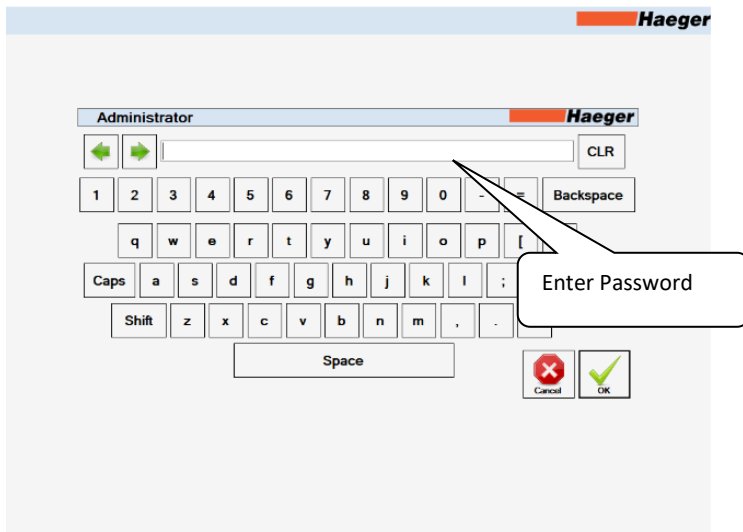 Haeger
Administrator Haeger
CLR
1 2 3 4 5 6 7 8 9 0 - = Backspace
q w e r t y u i o p [
Caps a s d f g h j k l ;
Enter Password
Shift z x c v b n m , .
Space
Cancel OK